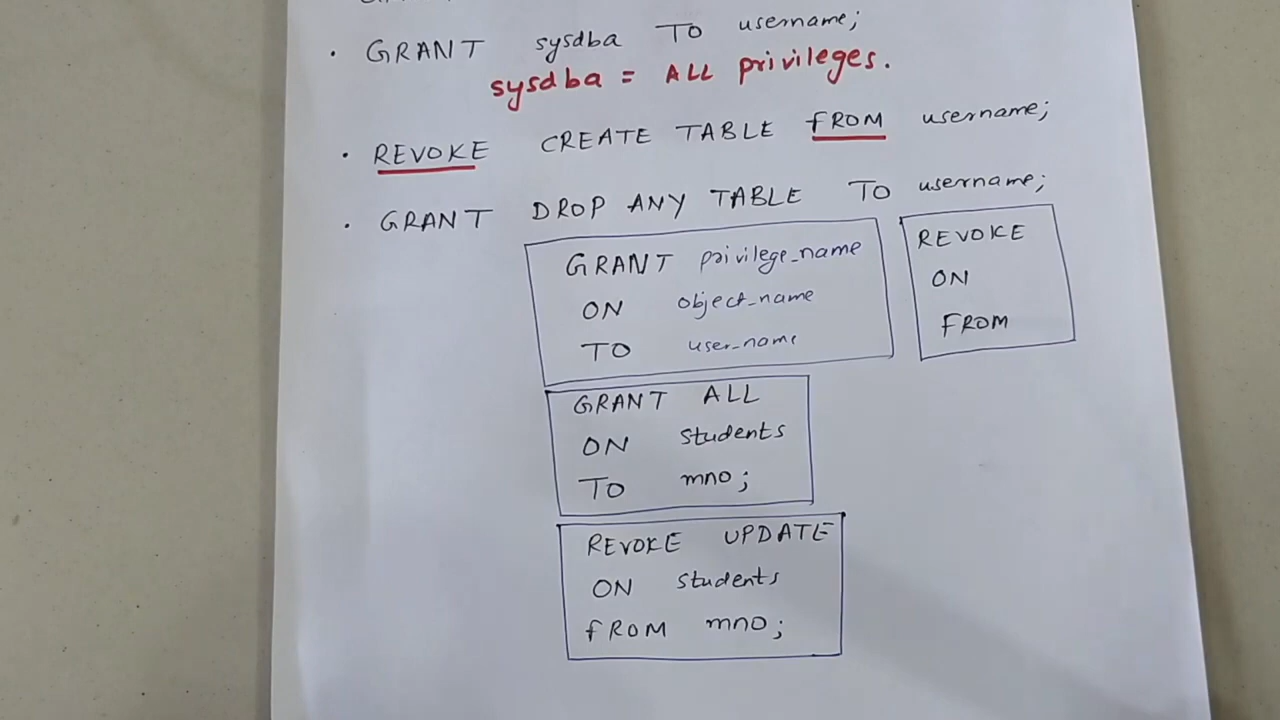 GRANT sysdba TO username;
sysdba = ALL privileges.
REVOKE CREATE TABLE FROM username;
GRANT DROP ANY TABLE TO username;
GRANT privilege_name
ON object_name
TO user_name
REVOKE
ON
FROM
GRANT ALL
ON students
TO mno;
REVOKE UPDATE
ON students
FROM mno;